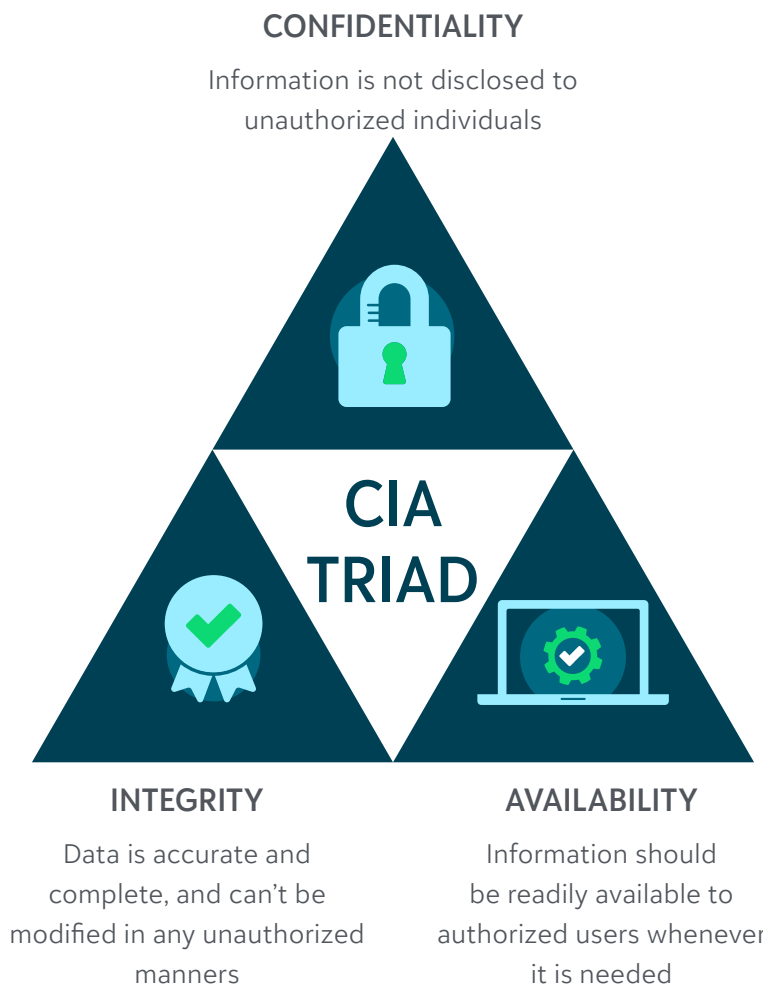 CONFIDENTIALITY
Information is not disclosed to
unauthorized individuals
CIA
TRIAD
INTEGRITY
Data is accurate and
complete, and can’t be
modified in any unauthorized
manners
AVAILABILITY
Information should
be readily available to
authorized users whenever
it is needed